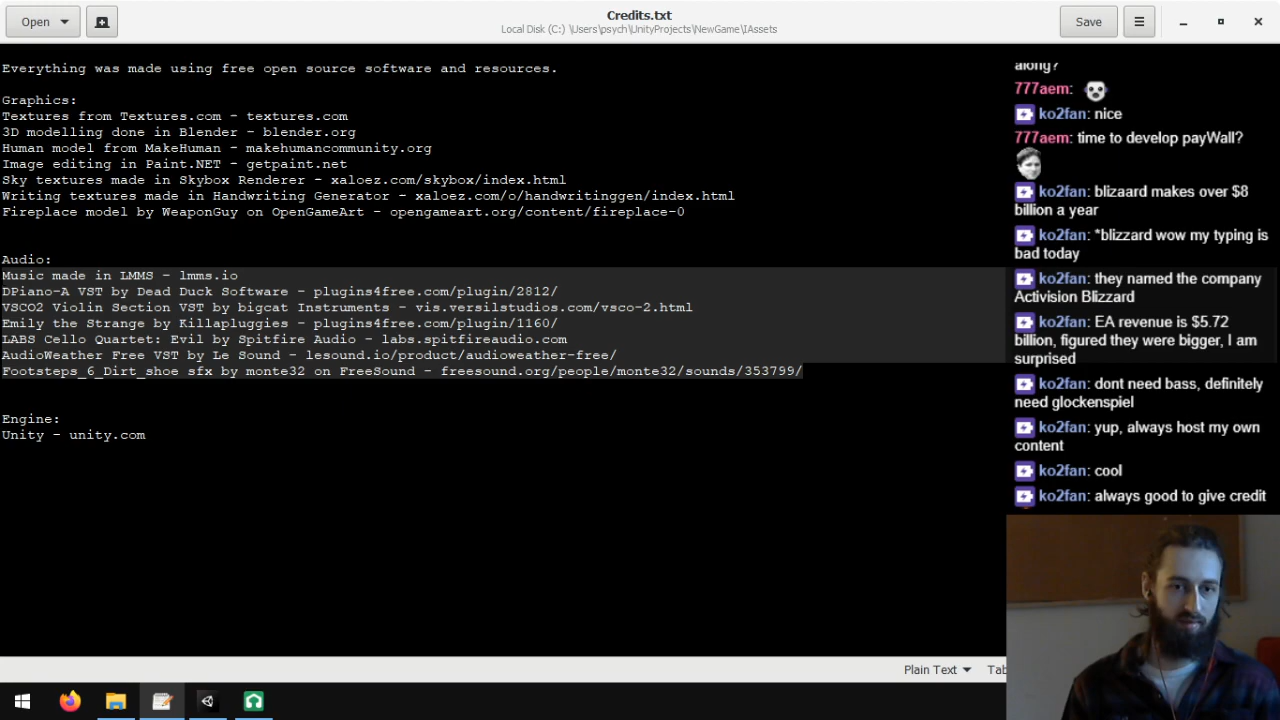 Open
Credits.txt
Local Disk (C:) \Users\psych\UnityProjects\NewGame\IAssets
Save
Everything was made using free open source software and resources.
Graphics:
Textures from Textures.com - textures.com
3D modelling done in Blender - blender.org
Human model from MakeHuman - makehumancommunity.org
Image editing in Paint.NET - getpaint.net
Sky textures made in Skybox Renderer - xaloez.com/skybox/index.html
Writing textures made in Handwriting Generator - xaloez.com/o/handwritinggen/index.html
Fireplace model by WeaponGuy on OpenGameArt - opengameart.org/content/fireplace-0
Audio:
Music made in LMMS - lmms.io
DPiano-A VST by Dead Duck Software - plugins4free.com/plugin/2812/
VSCO2 Violin Section VST by bigcat Instruments - vis.versilstudios.com/vsco-2.html
Emily the Strange by Killapluggies - plugins4free.com/plugin/1160/
LABS Cello Quartet: Evil by Spitfire Audio - labs.spitfireaudio.com
AudioWeather Free VST by Le Sound - lesound.io/product/audioweather-free/
Footsteps_6_Dirt_shoe sfx by monte32 on FreeSound - freesound.org/people/monte32/sounds/353799/
Engine:
Unity - unity.com
along?
777aem:
ko2fan: nice
777aem: time to develop payWall?
ko2fan: blizaard makes over $8
billion a year
ko2fan: *blizzard wow my typing is
bad today
ko2fan: they named the company
Activision Blizzard
ko2fan: EA revenue is $5.72
billion, figured they were bigger, I am
surprised
ko2fan: dont need bass, definitely
need glockenspiel
ko2fan: yup, always host my own
content
ko2fan: cool
ko2fan: always good to give credit
Plain Text
Tab